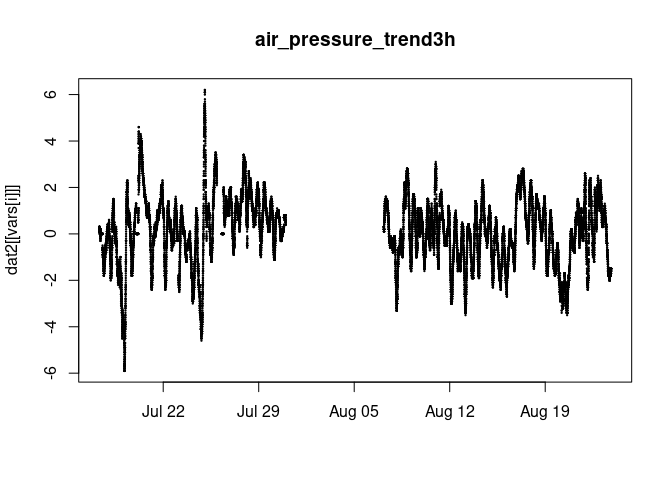 air_pressure_trend3h
dat2[[vars[i]]]
6
4
2
0
-2
-4
-6
Jul 22
Jul 29
Aug 05
Aug 12
Aug 19